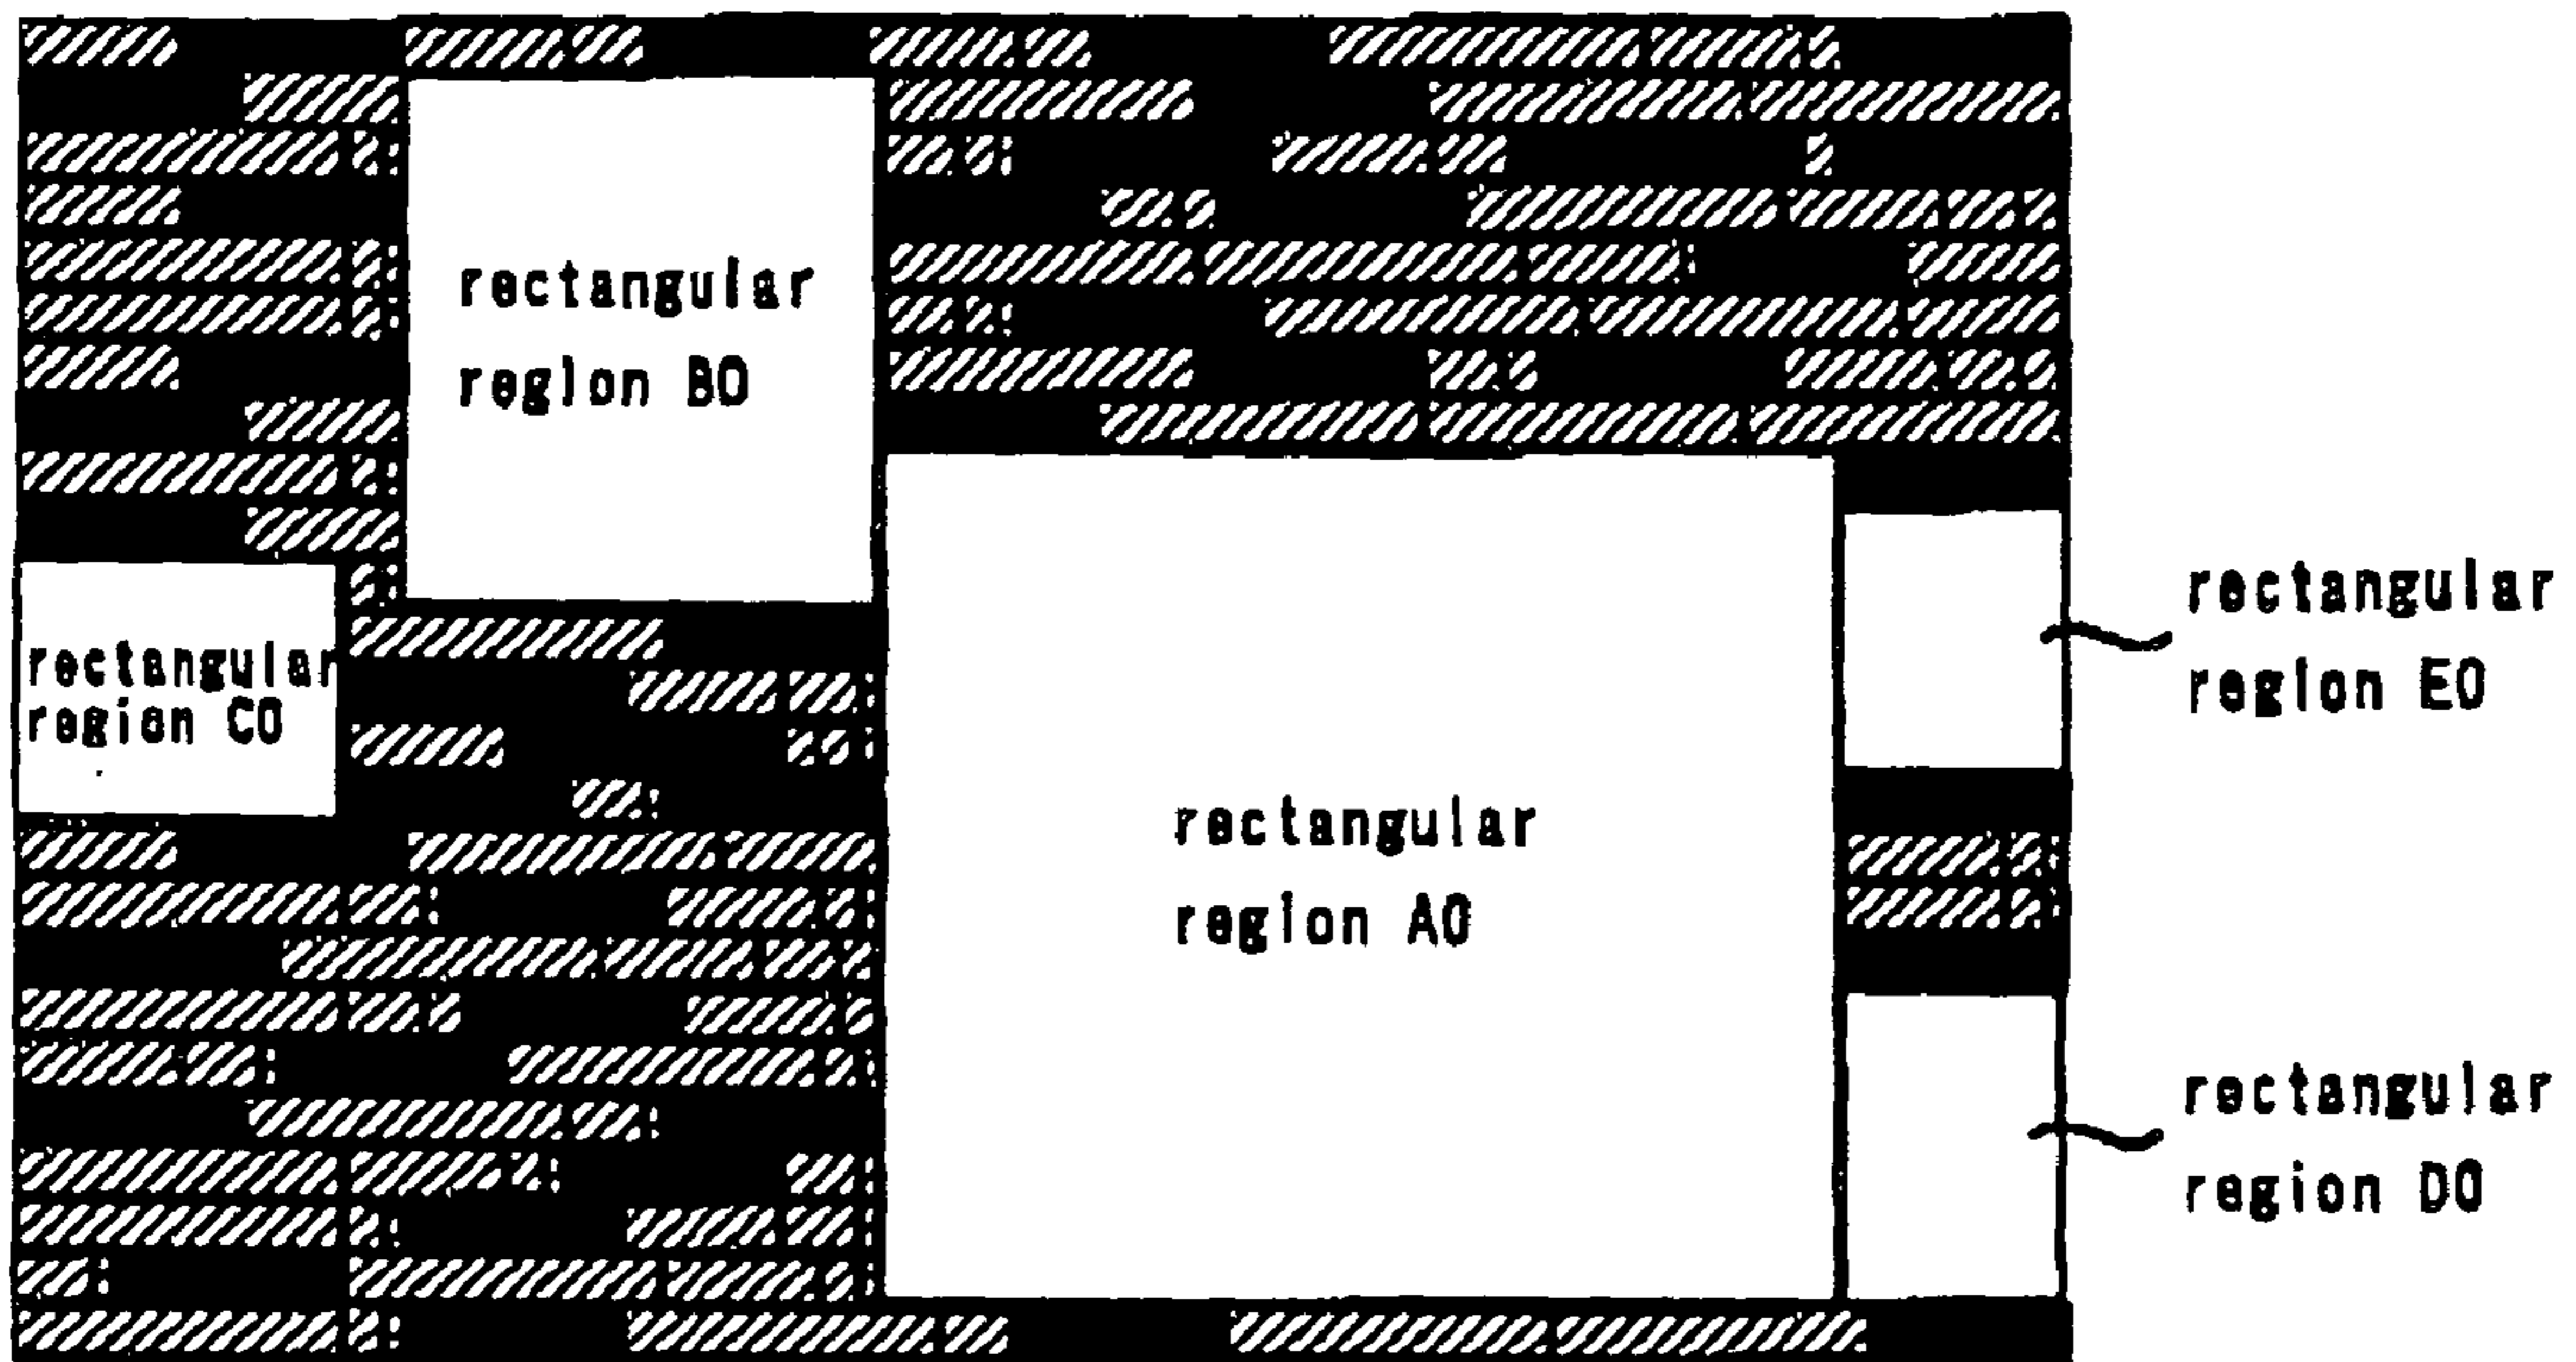 rectangular
region B0
rectangular
region C0
rectangular
region A0
rectangular
region E0
rectangular
region D0